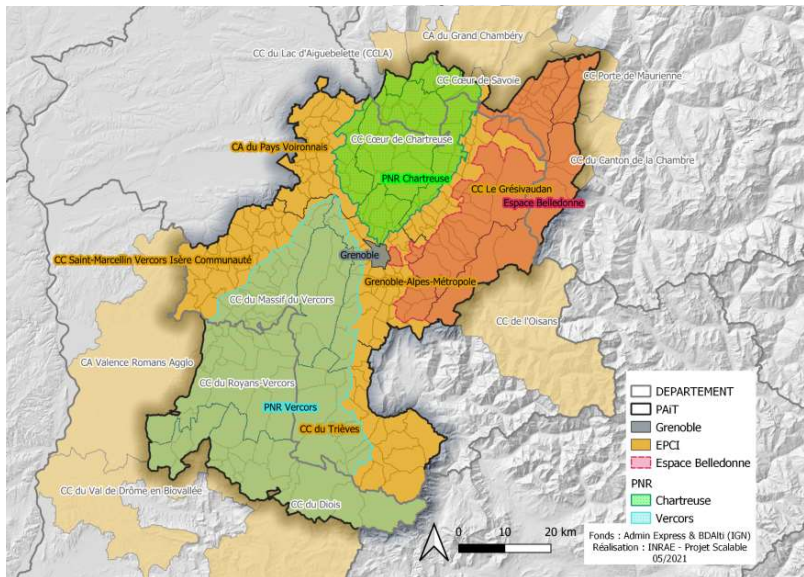 CA du Grand Chambéry
CC du Lac d'Aiguebelette (CCLA)
CC Cœur de Savoie
CC Porte de Maurienne
CC Cœur de Chartreuse
CA du Pays Voironnais
CC du Canton de la Chambre
PNR Chartreuse
CC Le Grésivaudan
Espace Belledonne
CC Saint-Marcellin Vercors Isère Communauté
Grenoble
Grenoble-Alpes-Métropole
CC du Massif du Vercors
CC de l'Oisans
CA Valence Romans Agglo
CC du Royans-Vercors
PNR Vercors
CC du Trièves
CC du Val de Drôme en Biovallée
CC du Diois
DEPARTEMENT
PAiT
Grenoble
EPCI
Espace Belledonne
PNR
Chartreuse
Vercors
0 10 20 km
Fonds : Admin Express & BDAlti (IGN)
Réalisation : INRAE - Projet Scalable
05/2021